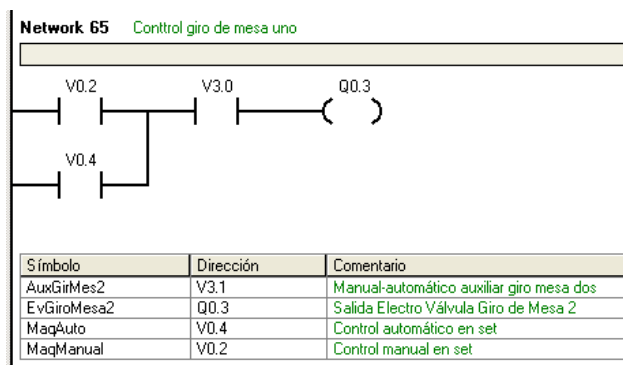 Network 65 Conttrol giro de mesa uno
V0.2 V3.0 Q0.3
V0.4
Símbolo Dirección Comentario
AuxGirMes2 V3.1 Manual-automático auxiliar giro mesa dos
EvGiroMesa2 Q0.3 Salida Electro Válvula Giro de Mesa 2
MaqAuto V0.4 Control automático en set
MaqManual V0.2 Control manual en set